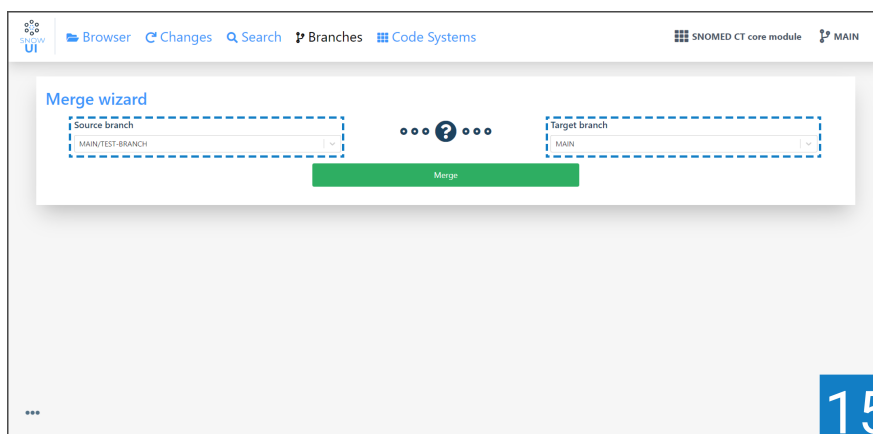 SNOW
UI
Browser Changes Search Branches Code Systems SNOMED CT core module MAIN
Merge wizard
Source branch Target branch
MAIN/TEST-BRANCH MAIN
Merge
15